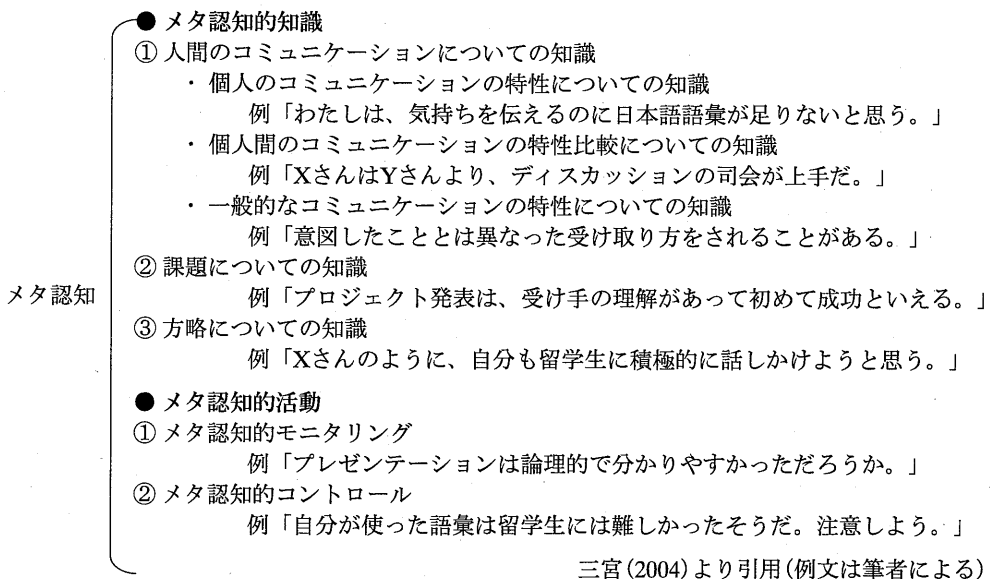 ● メタ認知的知識
① 人間のコミュニケーションについての知識
・ 個人のコミュニケーションの特性についての知識
例「わたしは、気持ちを伝えるのに日本語語彙が足りないと思う。」
・ 個人間のコミュニケーションの特性比較についての知識
例「XさんはYさんより、ディスカッションの司会が上手だ。」
・ 一般的なコミュニケーションの特性についての知識
例「意図したこととは異なった受け取り方をされることがある。」
② 課題についての知識
メタ認知
例「プロジェクト発表は、受け手の理解があって初めて成功といえる。」
③ 方略についての知識
例「Xさんのように、自分も留学生に積極的に話しかけようと思う。」
● メタ認知的活動
① メタ認知的モニタリング
例「プレゼンテーションは論理的で分かりやすかっただろうか。」
② メタ認知的コントロール
例「自分が使った語彙は留学生には難しかったそうだ。注意しよう。」
三宮(2004)より引用(例文は筆者による)